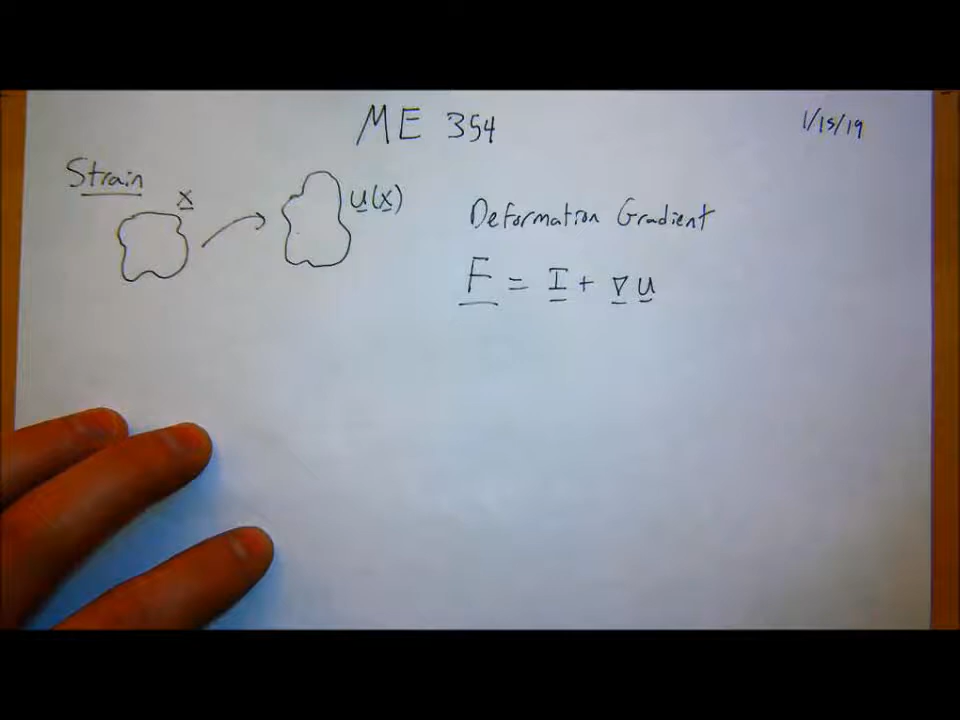 ME 354
1/15/19
Strain
x
u(x)
Deformation Gradient
F = I + ∇u